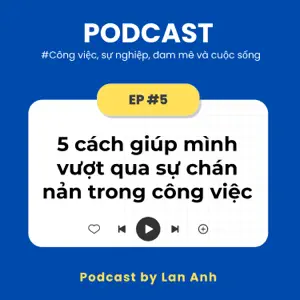 PODCAST
#Công việc, sự nghiệp, đam mê và cuộc sống
EP #5
5 cách giúp mình
vượt qua sự chán
nản trong công việc
Podcast by Lan Anh